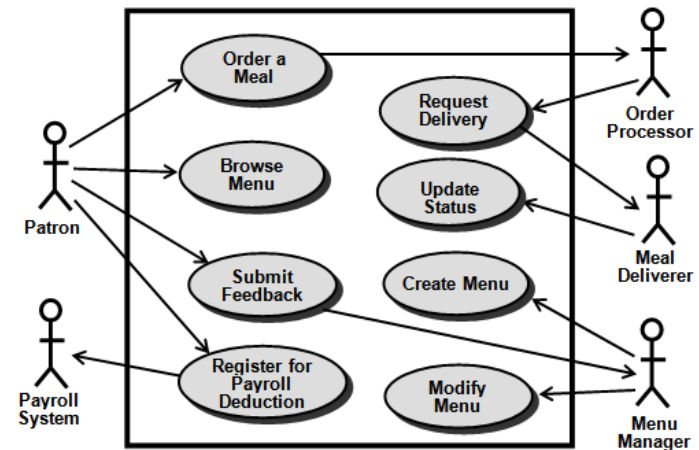 Order a
Meal
Request
Delivery
Order
Processor
Browse
Menu
Update
Status
Patron
Meal
Deliverer
Submit
Feedback
Create Menu
Register for
Payroll
Deduction
Modify
Menu
Payroll
System
Menu
Manager